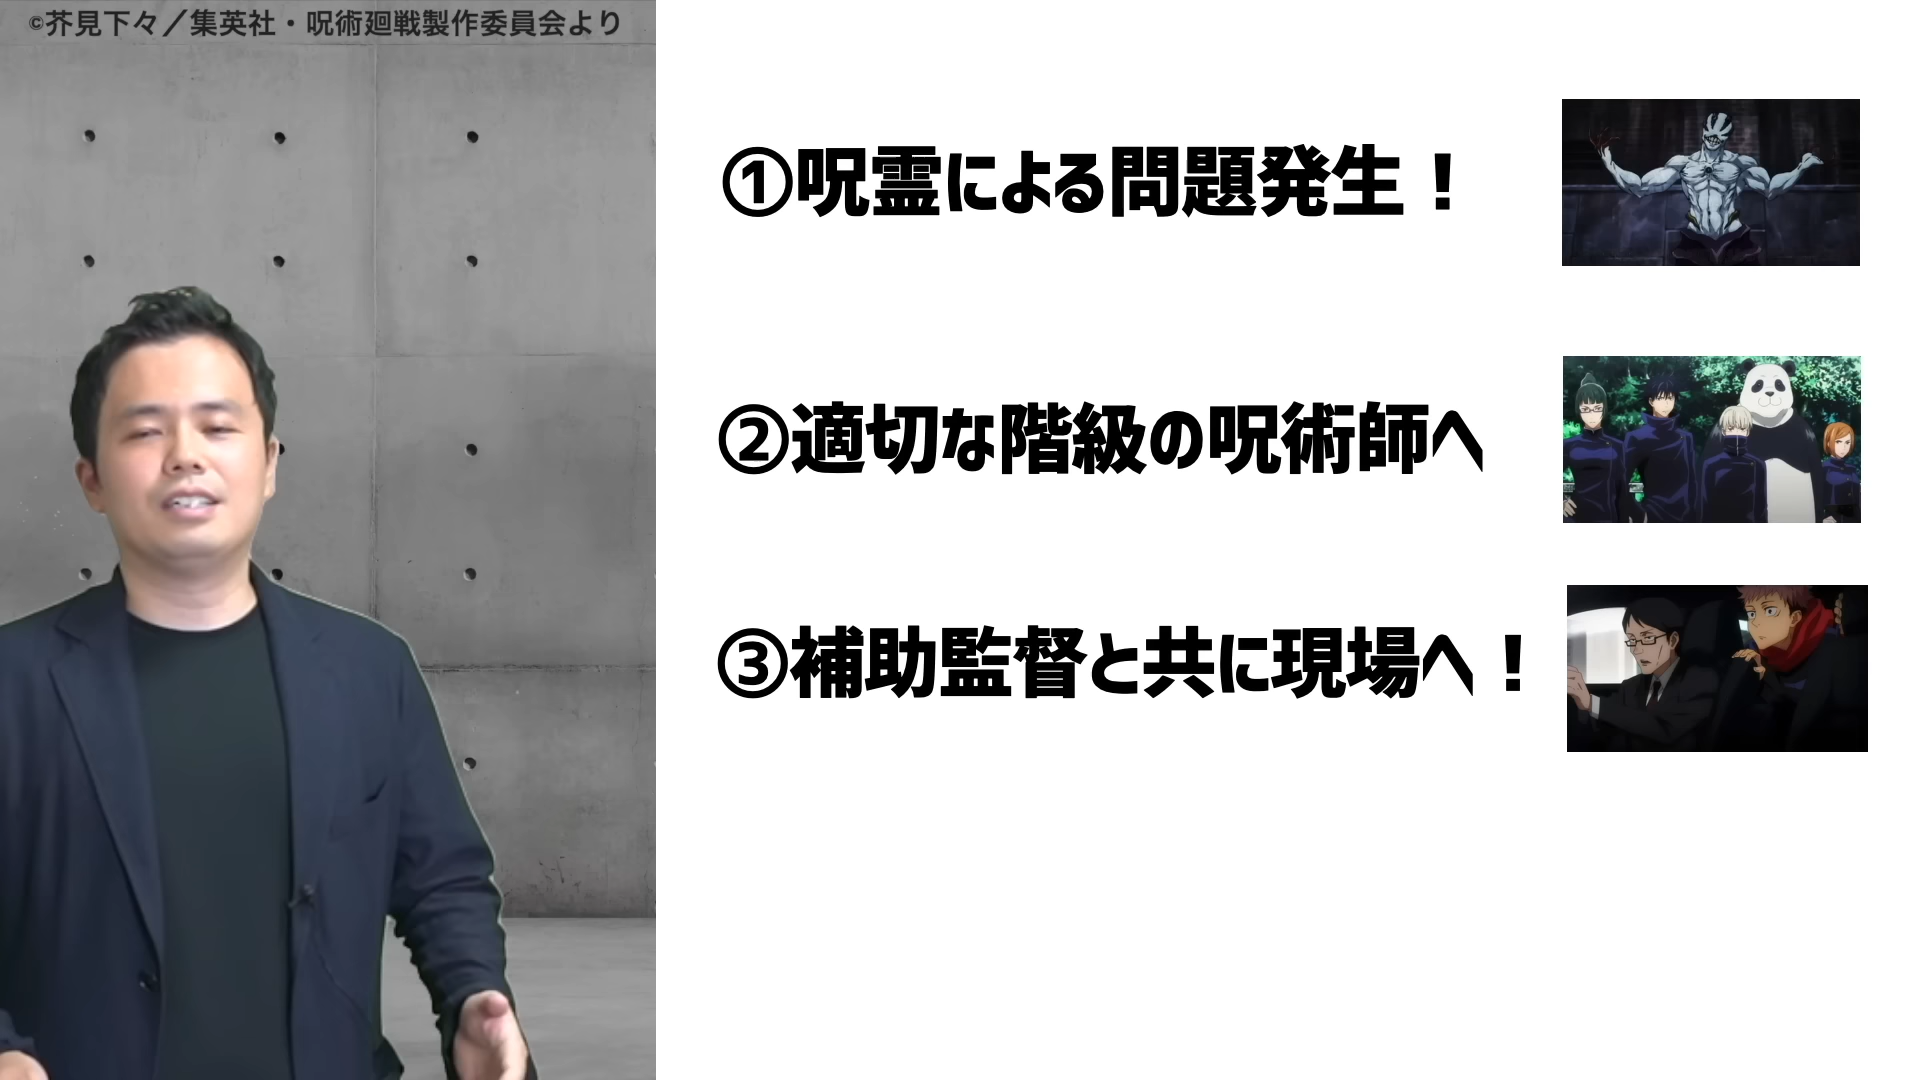 ©芥見下々／集英社・呪術廻戦製作委員会より
①呪霊による問題発生！
②適切な階級の呪術師へ
③補助監督と共に現場へ！